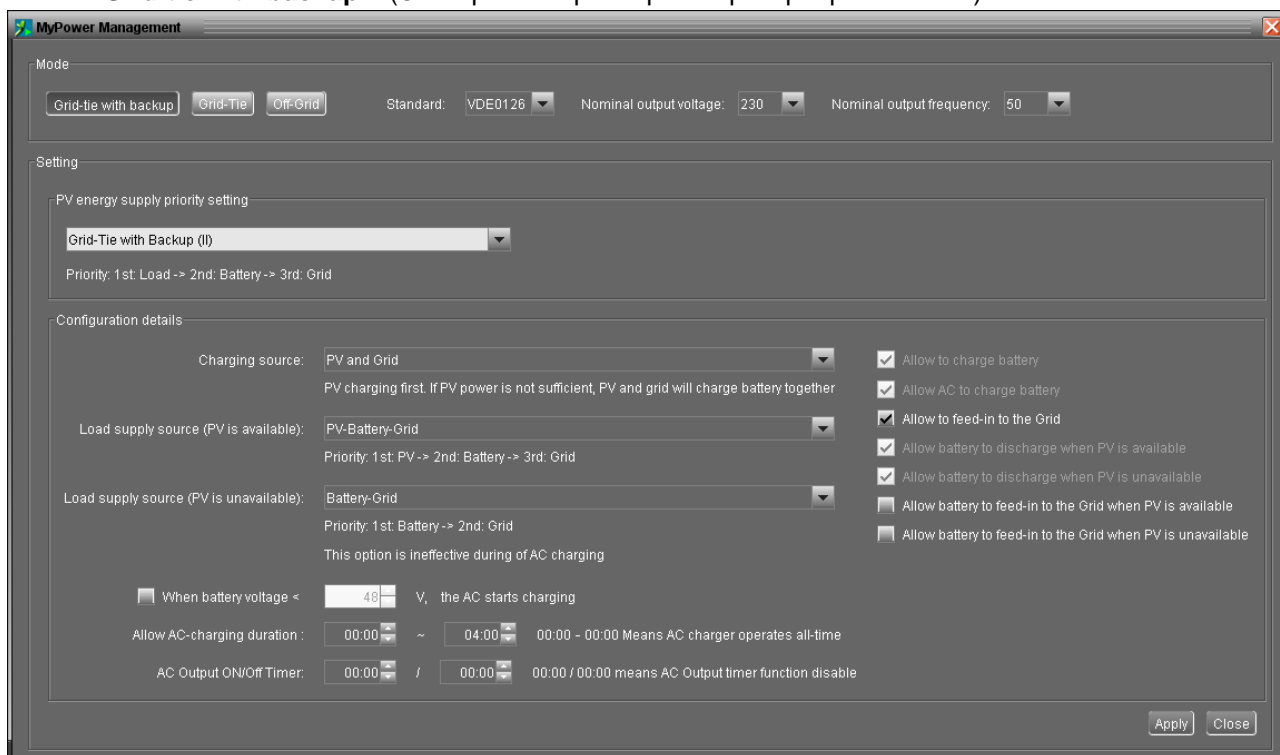 MyPower Management
Mode
Grid-tie with backup Grid-Tie Off-Grid Standard: VDE0126 Nominal output voltage: 230 Nominal output frequency: 50
Setting
PV energy supply priority setting
Grid-Tie with Backup (II)
Priority: 1st: Load -> 2nd: Battery -> 3rd: Grid
Configuration details
Charging source: PV and Grid
PV charging first. If PV power is not sufficient, PV and grid will charge battery together
Load supply source (PV is available): PV-Battery-Grid
Priority: 1st: PV -> 2nd: Battery -> 3rd: Grid
Load supply source (PV is unavailable): Battery-Grid
Priority: 1st: Battery -> 2nd: Grid
This option is ineffective during of AC charging
When battery voltage < 48 V, the AC starts charging
Allow AC-charging duration : 00:00 ~ 04:00 00:00 - 00:00 Means AC charger operates all-time
AC Output ON/Off Timer: 00:00 / 00:00 00:00 / 00:00 means AC Output timer function disable
Allow to charge battery
Allow AC to charge battery
Allow to feed-in to the Grid
Allow battery to discharge when PV is available
Allow battery to discharge when PV is unavailable
Allow battery to feed-in to the Grid when PV is available
Allow battery to feed-in to the Grid when PV is unavailable
Apply Close